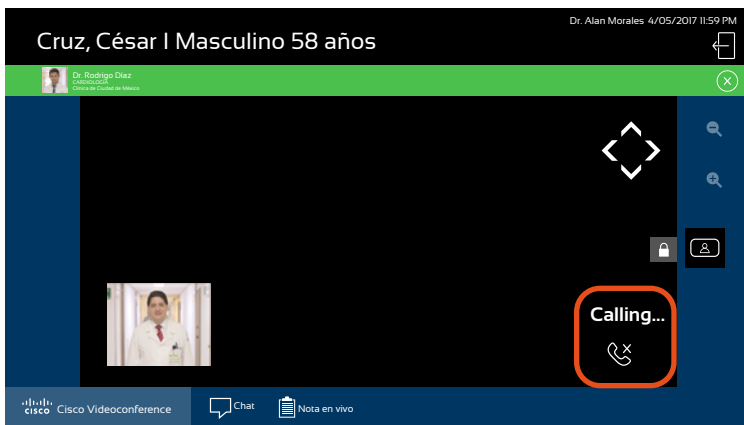 Dr. Alan Morales 4/05/2017 11:59 PM
Cruz, César I Masculino 58 años
Dr. Rodrigo Díaz
CARDIOLOGÍA
Clínica de Ciudad de México
Calling...
cisco Cisco Videoconference Chat Nota en vivo